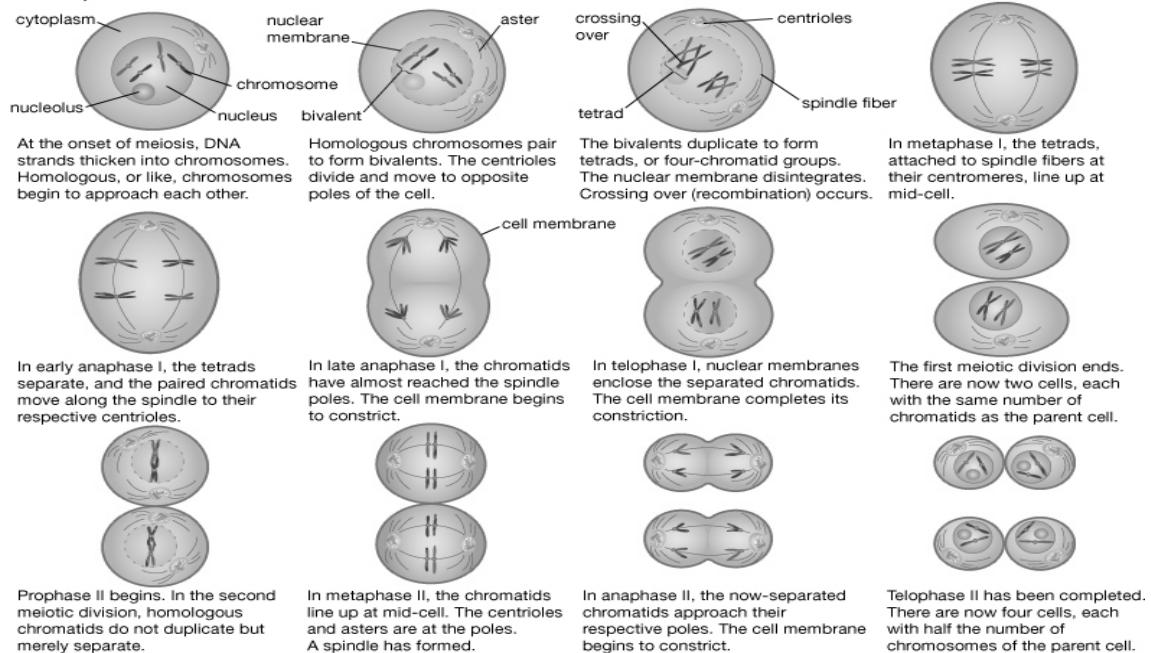 cytoplasm
nuclear
membrane
aster
crossing
over
centrioles
chromosome
nucleolus
nucleus
bivalent
tetrad
spindle fiber
At the onset of meiosis, DNA
strands thicken into chromosomes.
Homologous, or like, chromosomes
begin to approach each other.
Homologous chromosomes pair
to form bivalents. The centrioles
divide and move to opposite
poles of the cell.
The bivalents duplicate to form
tetrads, or four-chromatid groups.
The nuclear membrane disintegrates.
Crossing over (recombination) occurs.
In metaphase I, the tetrads,
attached to spindle fibers at
their centromeres, line up at
mid-cell.
cell membrane
In early anaphase I, the tetrads
separate, and the paired chromatids
move along the spindle to their
respective centrioles.
In late anaphase I, the chromatids
have almost reached the spindle
poles. The cell membrane begins
to constrict.
In telophase I, nuclear membranes
enclose the separated chromatids.
The cell membrane completes its
constriction.
The first meiotic division ends.
There are now two cells, each
with the same number of
chromatids as the parent cell.
Prophase II begins. In the second
meiotic division, homologous
chromatids do not duplicate but
merely separate.
In metaphase II, the chromatids
line up at mid-cell. The centrioles
and asters are at the poles.
A spindle has formed.
In anaphase II, the now-separated
chromatids approach their
respective poles. The cell membrane
begins to constrict.
Telophase II has been completed.
There are now four cells, each
with half the number of
chromosomes of the parent cell.